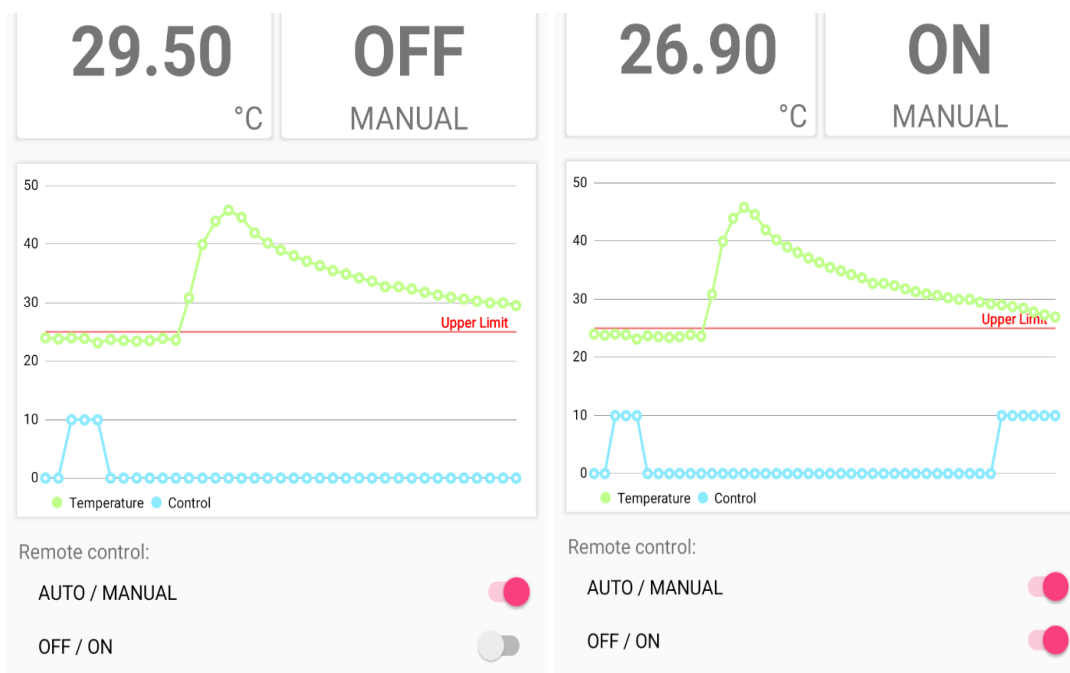 29.50
°C
OFF
MANUAL
50
40
30
Upper Limit
20
10
0
Temperature Control
Remote control:
AUTO / MANUAL
OFF / ON
26.90
°C
ON
MANUAL
50
40
30
Upper Limit
20
10
0
Temperature Control
Remote control:
AUTO / MANUAL
OFF / ON